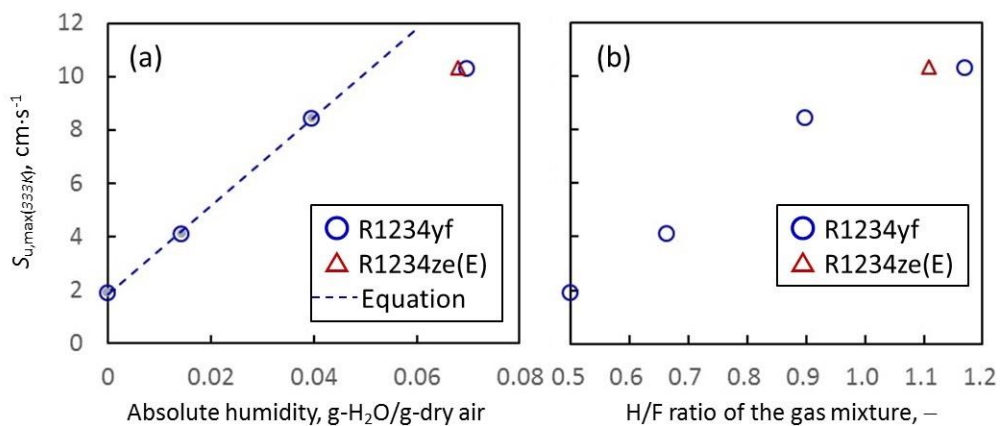 12
10
8
6
4
2
0
S_u,max(333K), cm·s⁻¹
(a)
R1234yf
R1234ze(E)
Equation
0 0.02 0.04 0.06 0.08
Absolute humidity, g-H₂O/g-dry air
(b)
R1234yf
R1234ze(E)
0.5 0.6 0.7 0.8 0.9 1.0 1.1 1.2
H/F ratio of the gas mixture, –